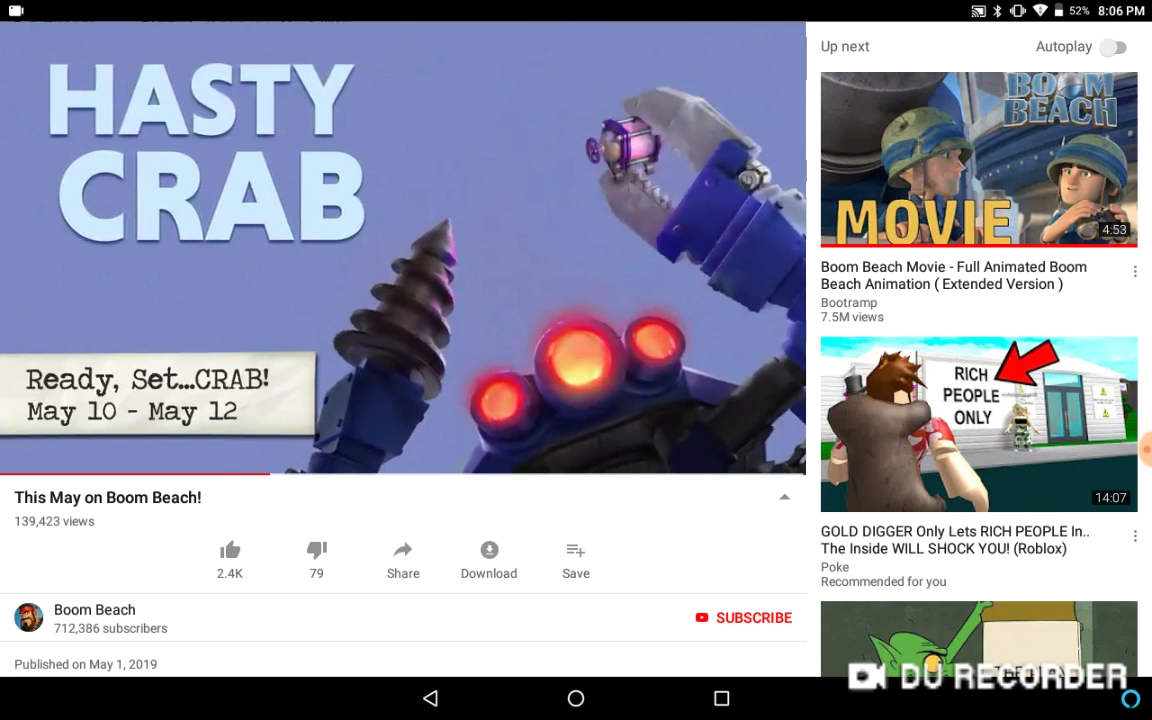 52% 8:06 PM
HASTY
CRAB
Ready, Set...CRAB!
May 10 - May 12
This May on Boom Beach!
139,423 views
2.4K
79
Share
Download
Save
Boom Beach
712,386 subscribers
SUBSCRIBE
Published on May 1, 2019
Up next
Autoplay
BOOM
BEACH
MOVIE
4:53
Boom Beach Movie - Full Animated Boom
Beach Animation ( Extended Version )
Bootramp
7.5M views
RICH
PEOPLE
ONLY
14:07
GOLD DIGGER Only Lets RICH PEOPLE In..
The Inside WILL SHOCK YOU! (Roblox)
Poke
Recommended for you
DU RECORDER